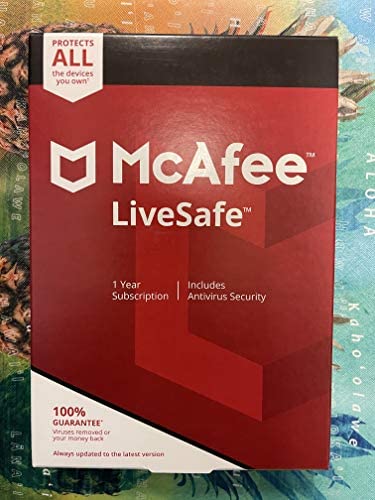 PROTECTS
ALL
the devices
you own†
McAfee™
LiveSafe™
1 Year
Subscription
Includes
Antivirus Security
100%
GUARANTEE*
Viruses removed or
your money back
Always updated to the latest version
ALOHA
Kaho'olawe